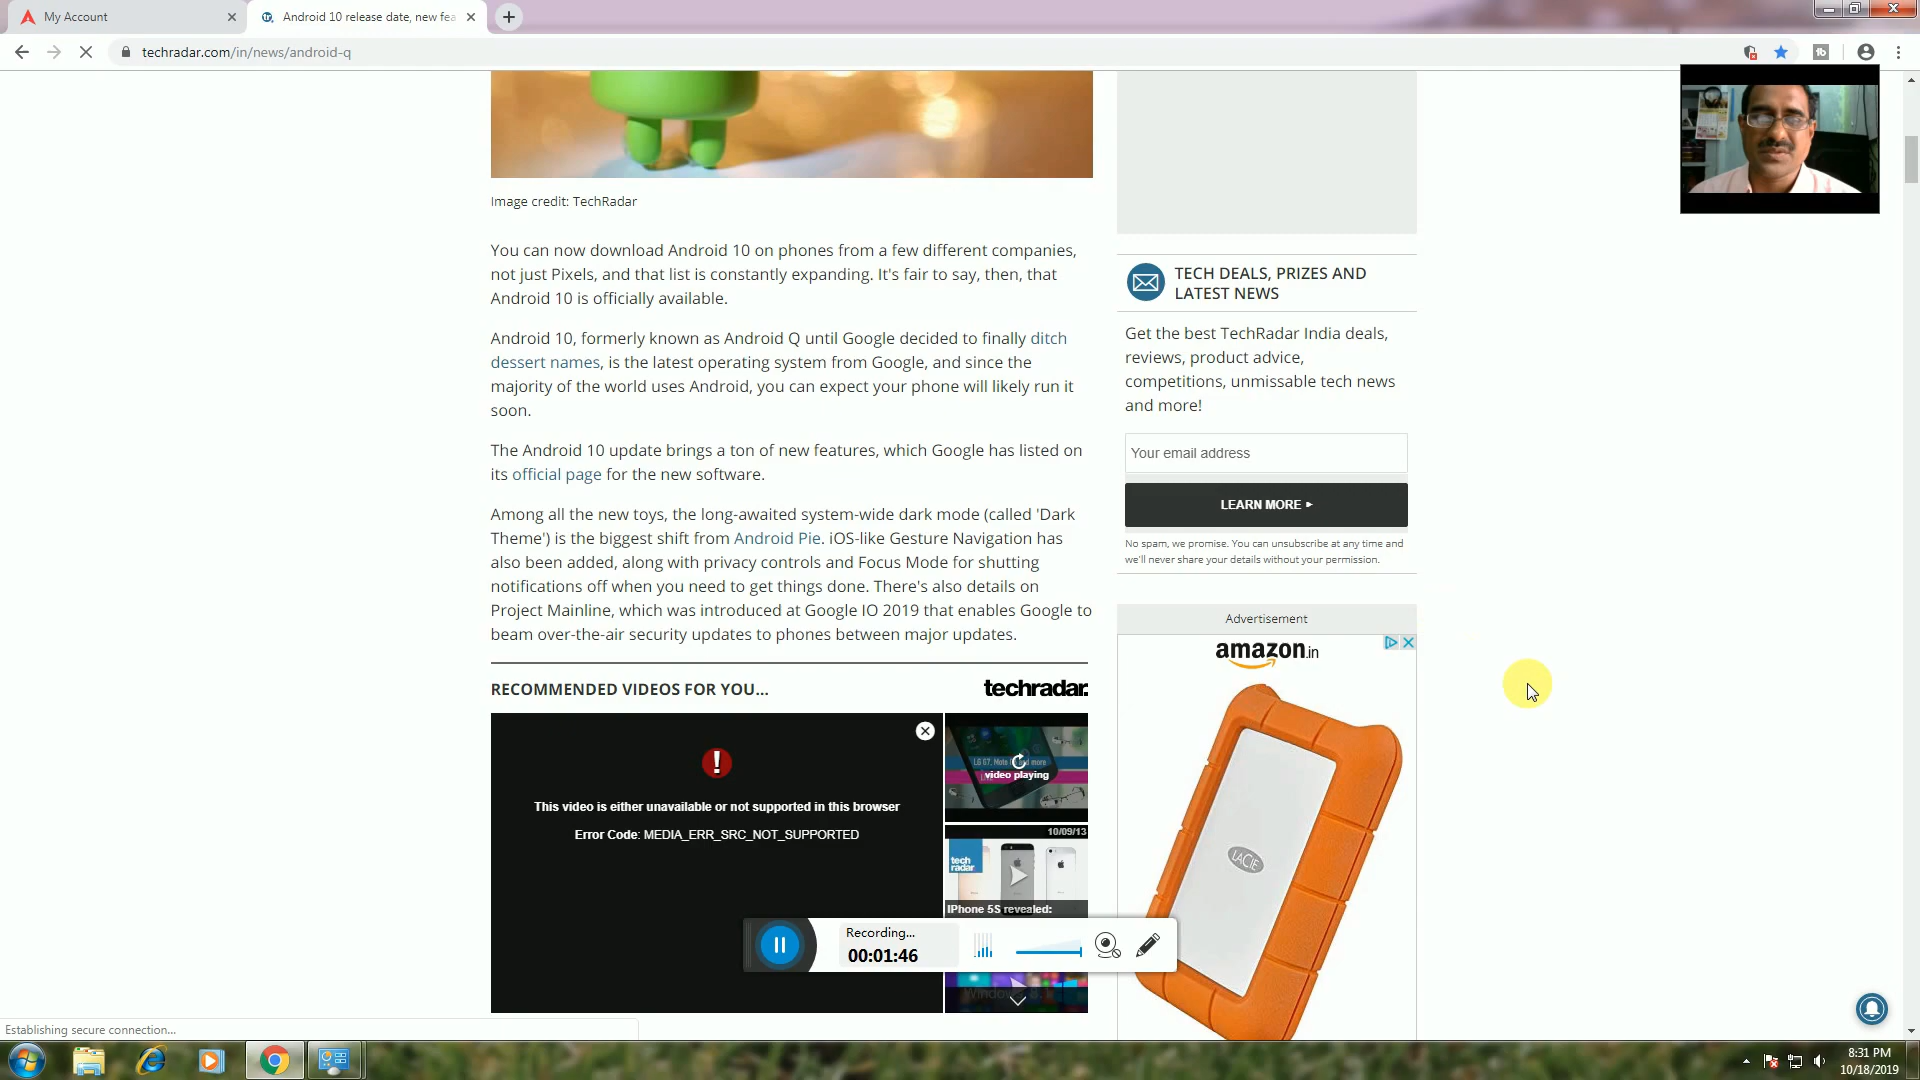 My Account
Android 10 release date, new fea
techradar.com/in/news/android-q
Image credit: TechRadar
You can now download Android 10 on phones from a few different companies,
not just Pixels, and that list is constantly expanding. It's fair to say, then, that
Android 10 is officially available.
Android 10, formerly known as Android Q until Google decided to finally ditch
dessert names, is the latest operating system from Google, and since the
majority of the world uses Android, you can expect your phone will likely run it
soon.
The Android 10 update brings a ton of new features, which Google has listed on
its official page for the new software.
Among all the new toys, the long-awaited system-wide dark mode (called 'Dark
Theme') is the biggest shift from Android Pie. iOS-like Gesture Navigation has
also been added, along with privacy controls and Focus Mode for shutting
notifications off when you need to get things done. There's also details on
Project Mainline, which was introduced at Google IO 2019 that enables Google to
beam over-the-air security updates to phones between major updates.
RECOMMENDED VIDEOS FOR YOU...
techradar.
This video is either unavailable or not supported in this browser
Error Code: MEDIA_ERR_SRC_NOT_SUPPORTED
video playing
10/09/13
tech
radar
IPhone 5S revealed:
Recording...
00:01:46
TECH DEALS, PRIZES AND
LATEST NEWS
Get the best TechRadar India deals,
reviews, product advice,
competitions, unmissable tech news
and more!
Your email address
LEARN MORE ▸
No spam, we promise. You can unsubscribe at any time and
we'll never share your details without your permission.
Advertisement
amazon.in
LACIE
Establishing secure connection...
8:31 PM
10/18/2019